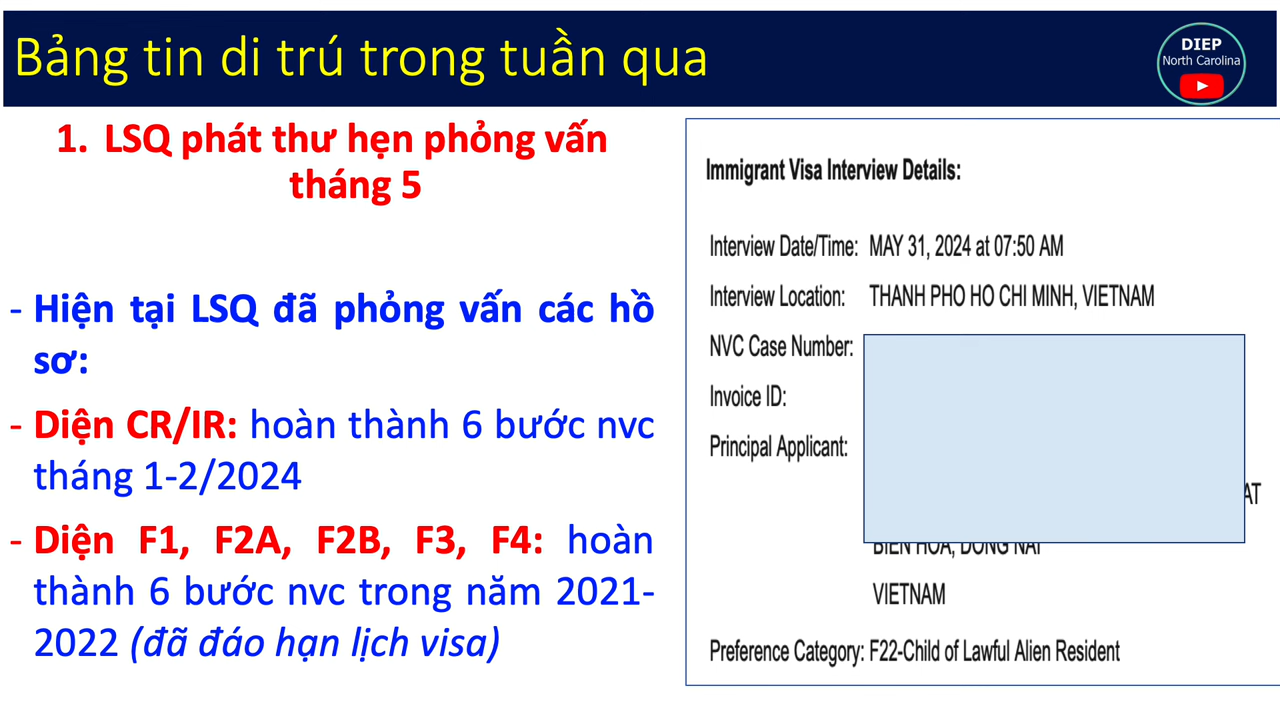 Bảng tin di trú trong tuần qua
DIEP
North Carolina
1. LSQ phát thư hẹn phỏng vấn
tháng 5
- Hiện tại LSQ đã phỏng vấn các hồ
sơ:
- Diện CR/IR: hoàn thành 6 bước nvc
tháng 1-2/2024
- Diện F1, F2A, F2B, F3, F4: hoàn
thành 6 bước nvc trong năm 2021-
2022 (đã đáo hạn lịch visa)
Immigrant Visa Interview Details:
Interview Date/Time: MAY 31, 2024 at 07:50 AM
Interview Location: THANH PHO HO CHI MINH, VIETNAM
NVC Case Number:
Invoice ID:
Principal Applicant:
BIEN HOA, DONG NAI
VIETNAM
Preference Category: F22-Child of Lawful Alien Resident